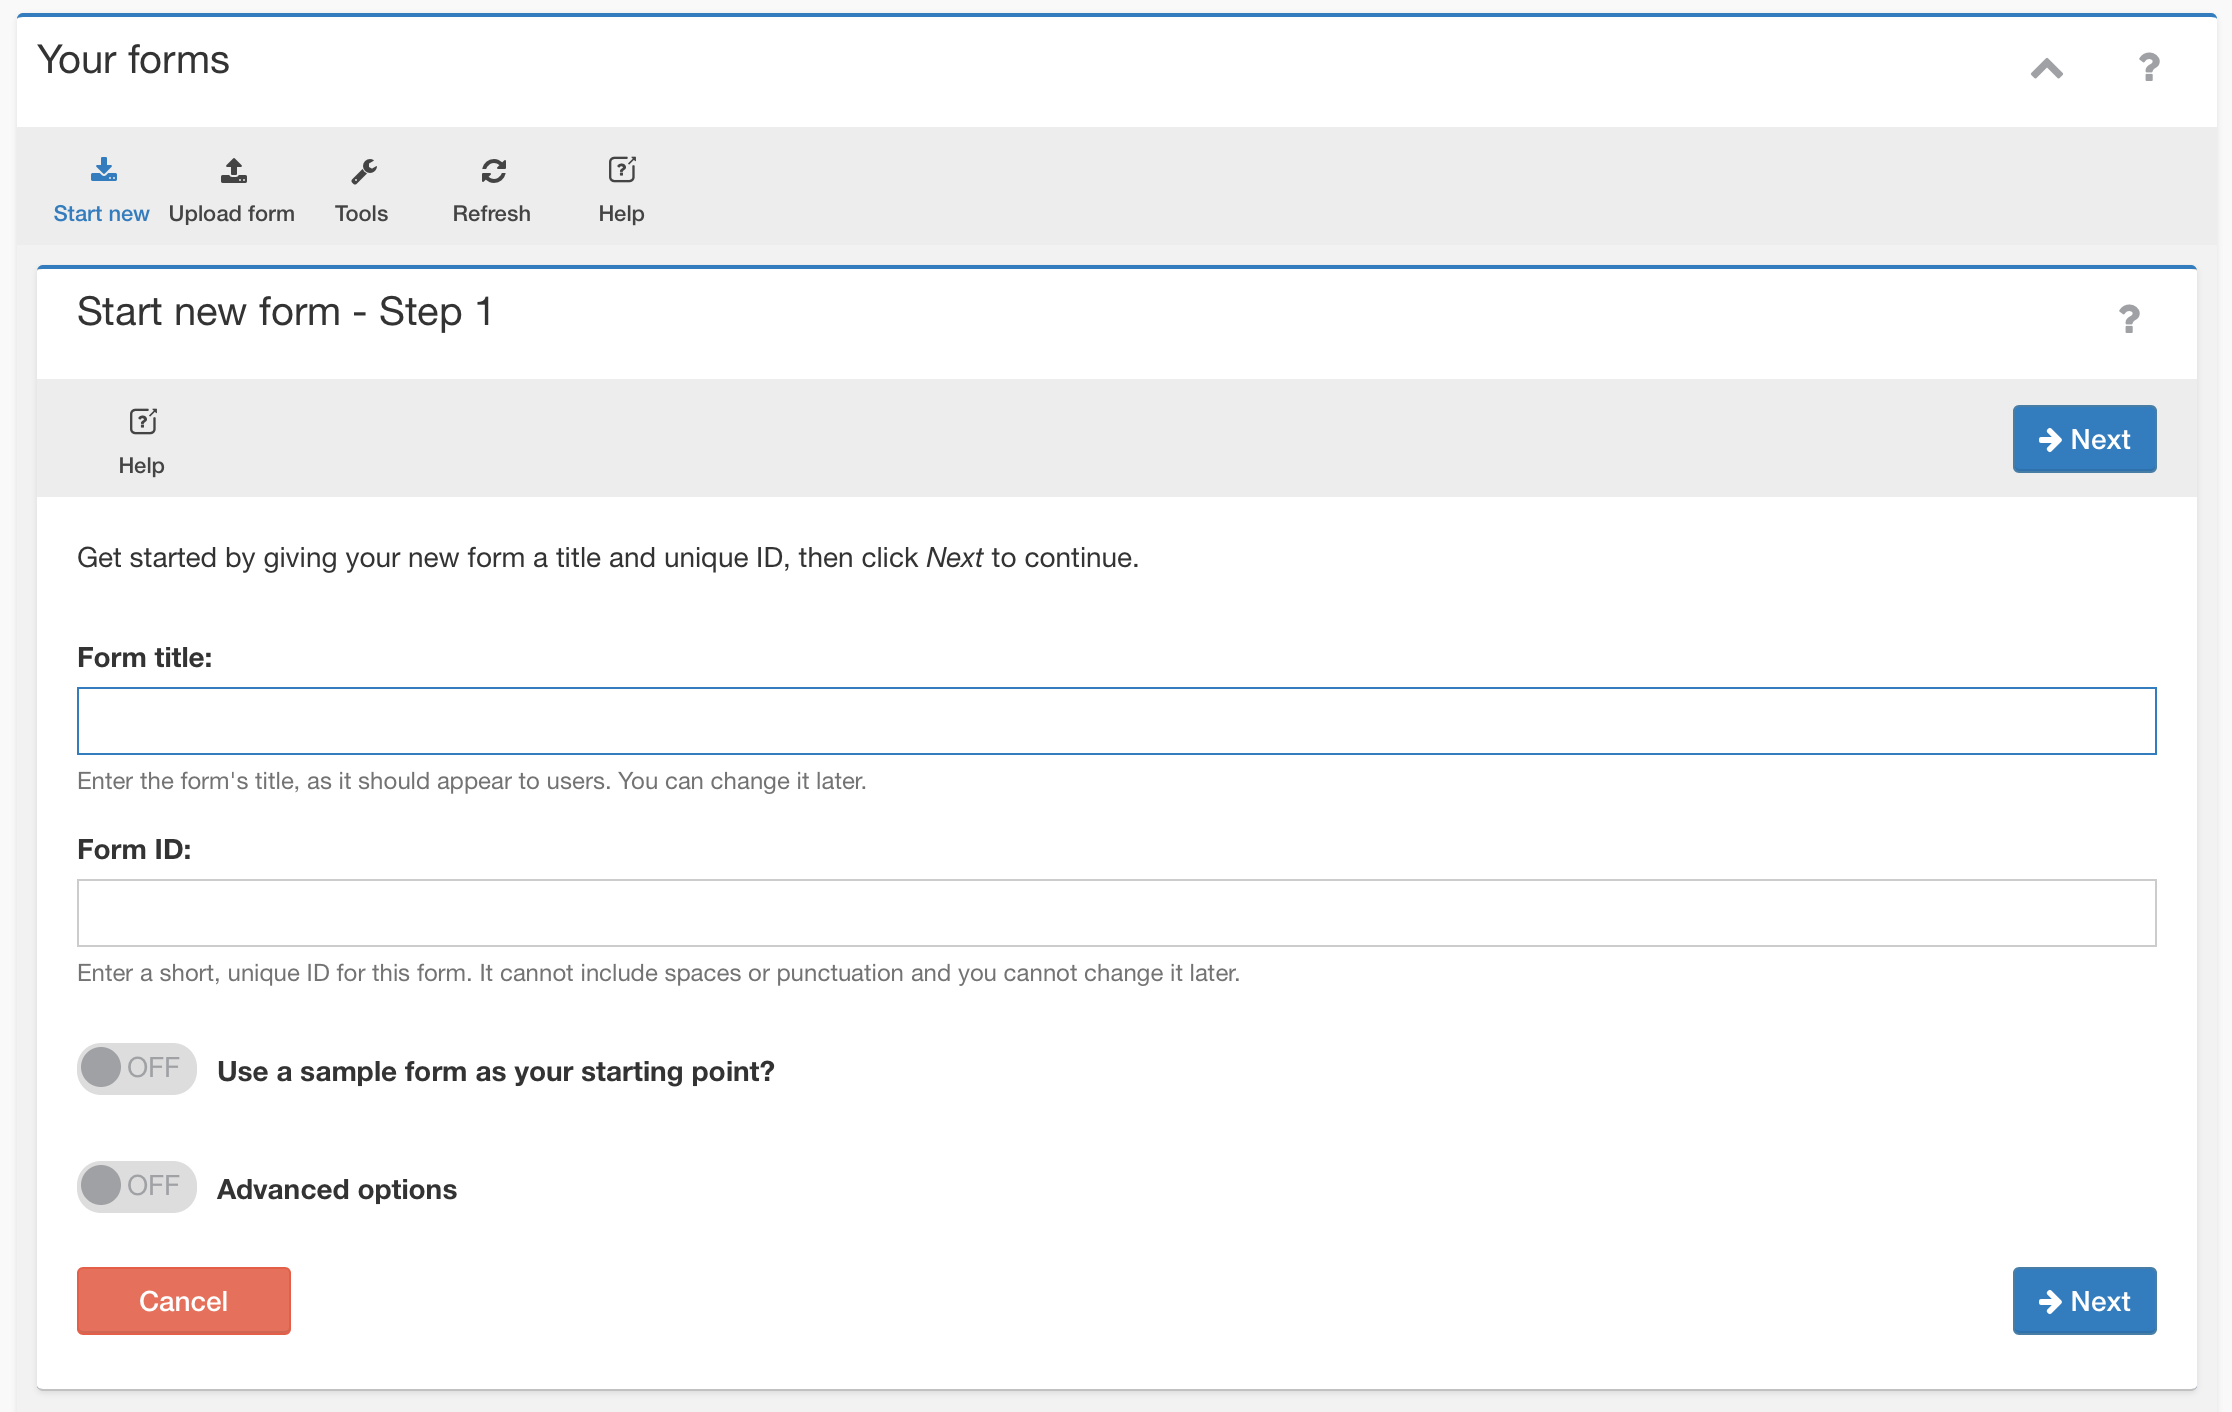 Your forms
?
Start new
Upload form
Tools
Refresh
Help
Start new form - Step 1
?
Help
Next
Get started by giving your new form a title and unique ID, then click Next to continue.
Form title:
Enter the form's title, as it should appear to users. You can change it later.
Form ID:
Enter a short, unique ID for this form. It cannot include spaces or punctuation and you cannot change it later.
OFF Use a sample form as your starting point?
OFF Advanced options
Cancel
Next